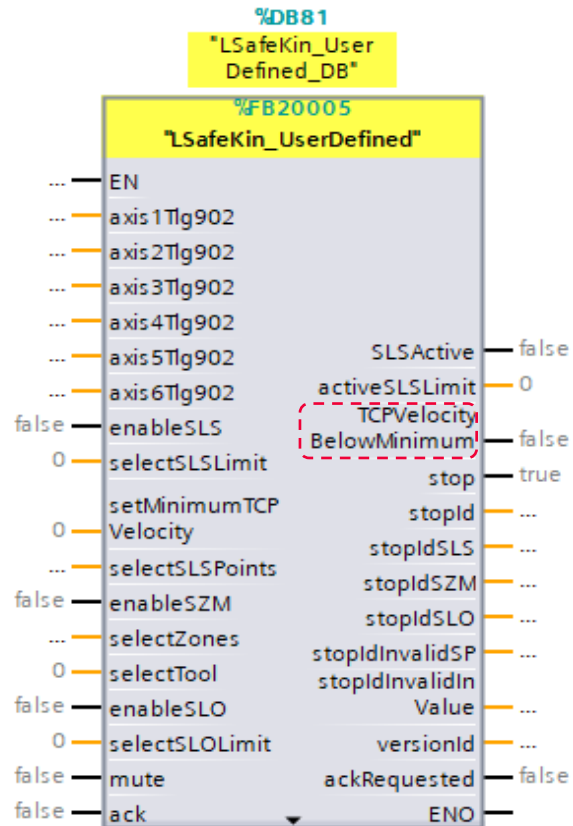 %DB81
"LSafeKin_User
Defined_DB"
%FB20005
"LSafeKin_UserDefined"
... EN
... axis1Tlg902
... axis2Tlg902
... axis3Tlg902
... axis4Tlg902
... axis5Tlg902
... axis6Tlg902
false enableSLS
0 selectSLSLimit
setMinimumTCP
0 Velocity
... selectSLSPoints
false enableSZM
... selectZones
0 selectTool
false enableSLO
0 selectSLOLimit
false mute
false ack
SLSActive false
activeSLSLimit 0
TCPVelocity
BelowMinimum false
stop true
stopId ...
stopIdSLS ...
stopIdSZM ...
stopIdSLO ...
stopIdInvalidSP ...
stopIdInvalidIn
Value ...
versionId ...
ackRequested false
ENO